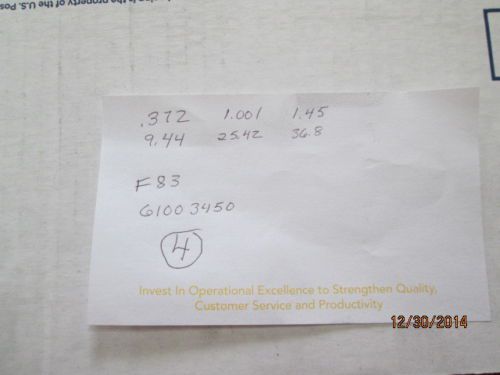 is the property of the U.S. Pos
.372 1.001 1.45
9.44 25.42 36.8
F83
61003450
4
Invest In Operational Excellence to Strengthen Quality,
Customer Service and Productivity
12/30/2014